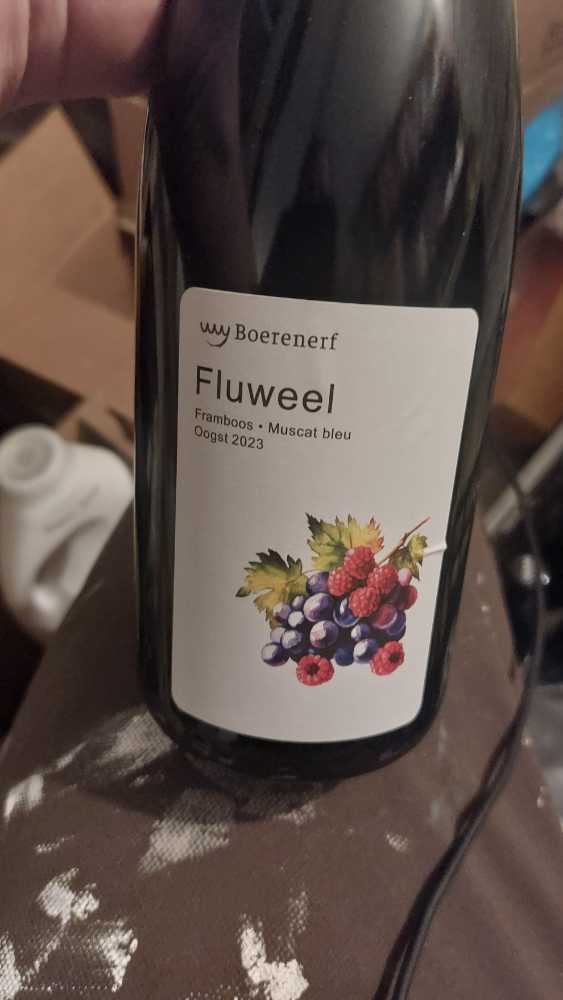 Boerenerf
Fluweel
Framboos • Muscat bleu
Oogst 2023